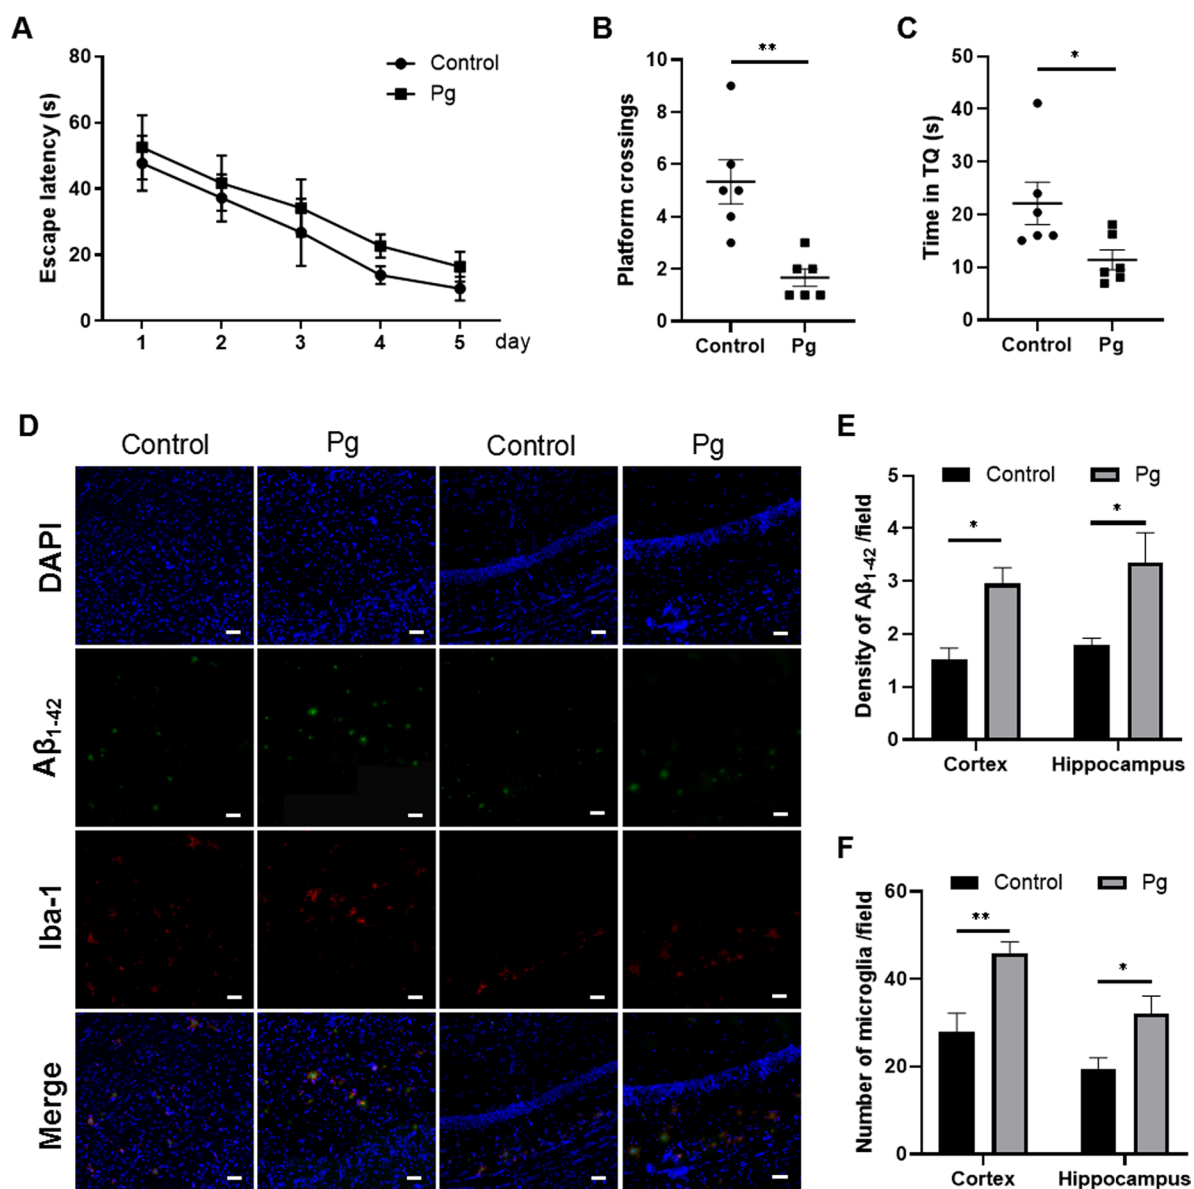 A
80
60
40
20
0
Escape latency (s)
Control
Pg
1 2 3 4 5 day
B
10
8
6
4
2
0
Platform crossings
**
Control Pg
C
50
40
30
20
10
0
Time in TQ (s)
*
Control Pg
D
Control Pg Control Pg
DAPI
Aβ1-42
Iba-1
Merge
E
Control Pg
5
4
3
2
1
0
Density of Aβ1-42 /field
* *
Cortex Hippocampus
F
Control Pg
60
40
20
0
Number of microglia /field
** *
Cortex Hippocampus